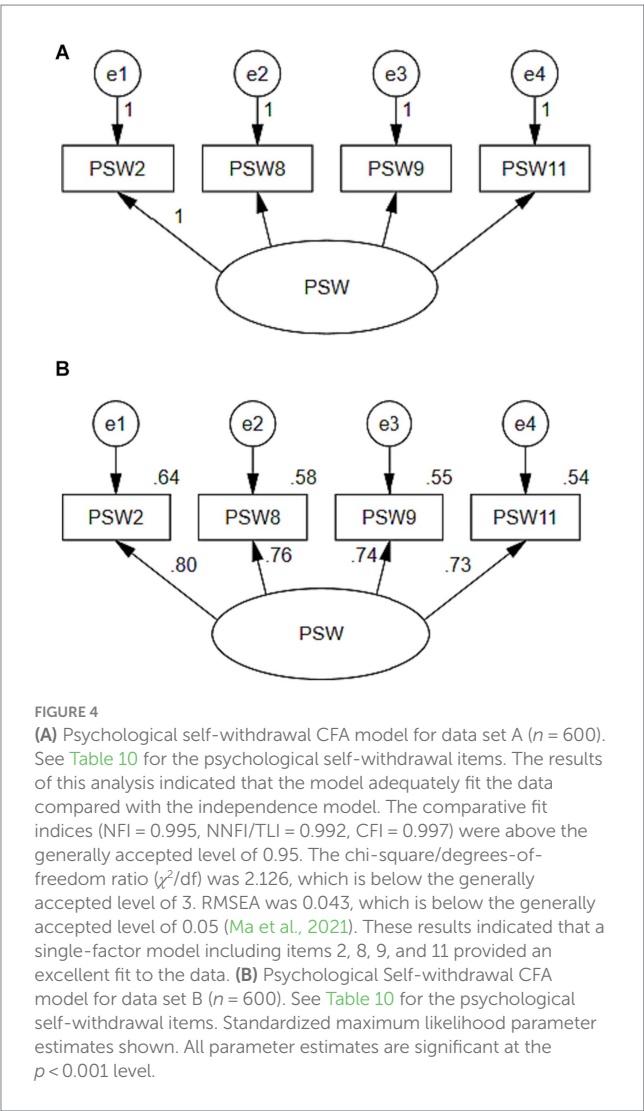 A
e1 e2 e3 e4
1 1 1 1
PSW2 PSW8 PSW9 PSW11
1
PSW
B
e1 e2 e3 e4
.64 .58 .55 .54
PSW2 PSW8 PSW9 PSW11
.80 .76 .74 .73
PSW
FIGURE 4
(A) Psychological self-withdrawal CFA model for data set A (n = 600).
See Table 10 for the psychological self-withdrawal items. The results
of this analysis indicated that the model adequately fit the data
compared with the independence model. The comparative fit
indices (NFI = 0.995, NNFI/TLI = 0.992, CFI = 0.997) were above the
generally accepted level of 0.95. The chi-square/degrees-of-
freedom ratio (χ²/df) was 2.126, which is below the generally
accepted level of 3. RMSEA was 0.043, which is below the generally
accepted level of 0.05 (Ma et al., 2021). These results indicated that a
single-factor model including items 2, 8, 9, and 11 provided an
excellent fit to the data. (B) Psychological Self-withdrawal CFA
model for data set B (n = 600). See Table 10 for the psychological
self-withdrawal items. Standardized maximum likelihood parameter
estimates shown. All parameter estimates are significant at the
p < 0.001 level.